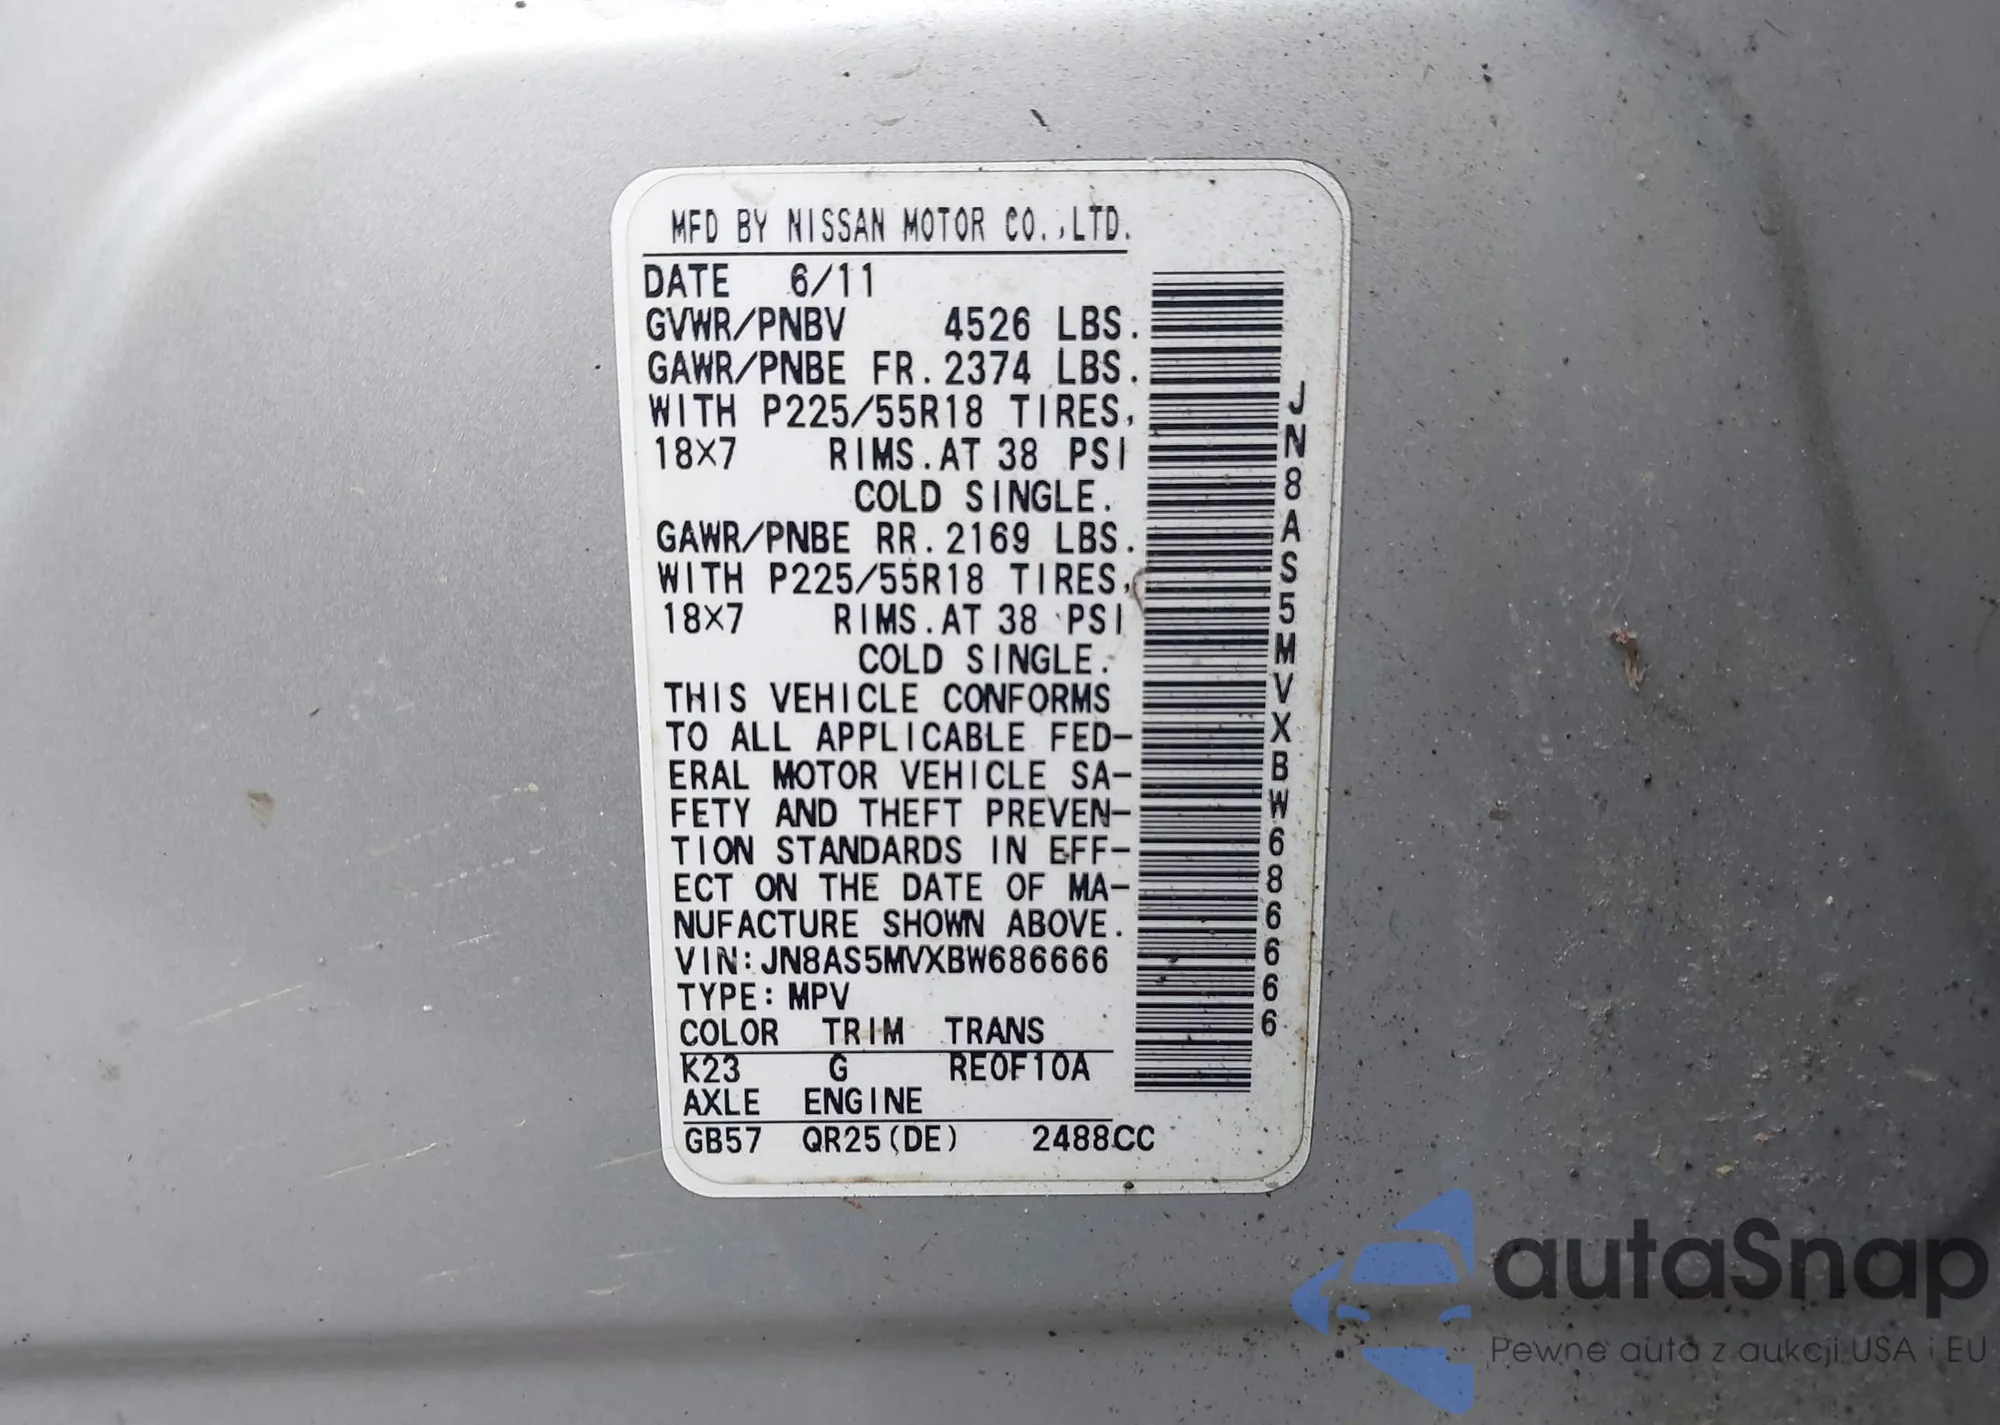 MFD BY NISSAN MOTOR CO.,LTD.
DATE 6/11
GVWR/PNBV 4526 LBS.
GAWR/PNBE FR. 2374 LBS.
WITH P225/55R18 TIRES,
18×7 RIMS. AT 38 PSI
COLD SINGLE.
GAWR/PNBE RR. 2169 LBS.
WITH P225/55R18 TIRES,
18×7 RIMS. AT 38 PSI
COLD SINGLE.
THIS VEHICLE CONFORMS
TO ALL APPLICABLE FED-
ERAL MOTOR VEHICLE SA-
FETY AND THEFT PREVEN-
TION STANDARDS IN EFF-
ECT ON THE DATE OF MA-
NUFACTURE SHOWN ABOVE.
VIN:JN8AS5MVXBW686666
TYPE:MPV
COLOR TRIM TRANS
K23 G RE0F10A
AXLE ENGINE
GB57 QR25(DE) 2488CC
JN8AS5MVXBW686666
autaSnap
Pewne auta z aukcji USA i EU